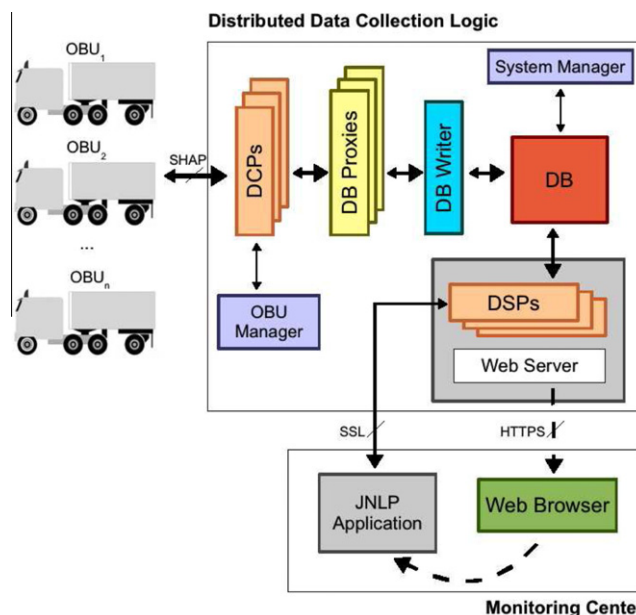 Distributed Data Collection Logic
OBU1
OBU2
...
OBUn
SHAP
DCPs
DB Proxies
DB Writer
System Manager
DB
OBU
Manager
DSPs
Web Server
SSL
HTTPS
JNLP
Application
Web Browser
Monitoring Cente